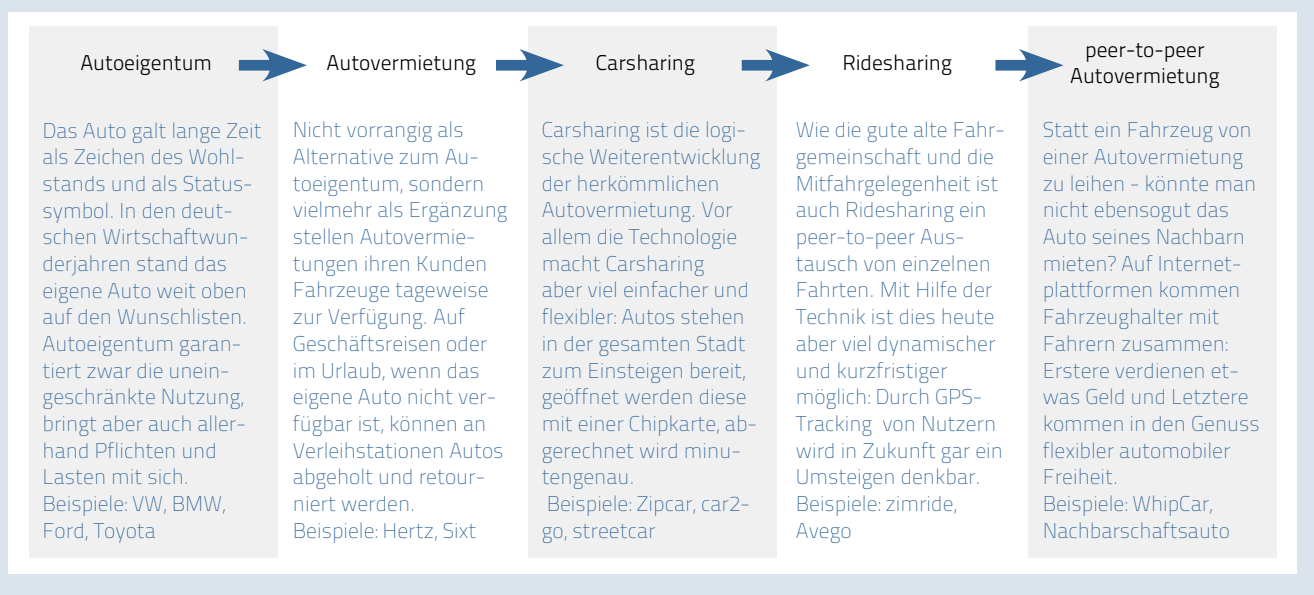 Autoeigentum
Das Auto galt lange Zeit
als Zeichen des Wohl-
stands und als Status-
symbol. In den deut-
schen Wirtschaftwun-
derjahren stand das
eigene Auto weit oben
auf den Wunschlisten.
Autoeigentum garan-
tiert zwar die unein-
geschränkte Nutzung,
bringt aber auch aller-
hand Pflichten und
Lasten mit sich.
Beispiele: VW, BMW,
Ford, Toyota
Autovermietung
Nicht vorrangig als
Alternative zum Au-
toeigentum, sondern
vielmehr als Ergänzung
stellen Autovermie-
tungen ihren Kunden
Fahrzeuge tageweise
zur Verfügung. Auf
Geschäftsreisen oder
im Urlaub, wenn das
eigene Auto nicht ver-
fügbar ist, können an
Verleihstationen Autos
abgeholt und retour-
niert werden.
Beispiele: Hertz, Sixt
Carsharing
Carsharing ist die logi-
sche Weiterentwicklung
der herkömmlichen
Autovermietung. Vor
allem die Technologie
macht Carsharing
aber viel einfacher und
flexibler: Autos stehen
in der gesamten Stadt
zum Einsteigen bereit,
geöffnet werden diese
mit einer Chipkarte, ab-
gerechnet wird minu-
tengenau.
Beispiele: Zipcar, car2-
go, streetcar
Ridesharing
Wie die gute alte Fahr-
gemeinschaft und die
Mitfahrgelegenheit ist
auch Ridesharing ein
peer-to-peer Aus-
tausch von einzelnen
Fahrten. Mit Hilfe der
Technik ist dies heute
aber viel dynamischer
und kurzfristiger
möglich: Durch GPS-
Tracking von Nutzern
wird in Zukunft gar ein
Umsteigen denkbar.
Beispiele: zimride,
Avego
peer-to-peer
Autovermietung
Statt ein Fahrzeug von
einer Autovermietung
zu leihen - könnte man
nicht ebensogut das
Auto seines Nachbarn
mieten? Auf Internet-
plattformen kommen
Fahrzeughalter mit
Fahrern zusammen:
Erstere verdienen et-
was Geld und Letztere
kommen in den Genuss
flexibler automobiler
Freiheit.
Beispiele: WhipCar,
Nachbarschaftsauto